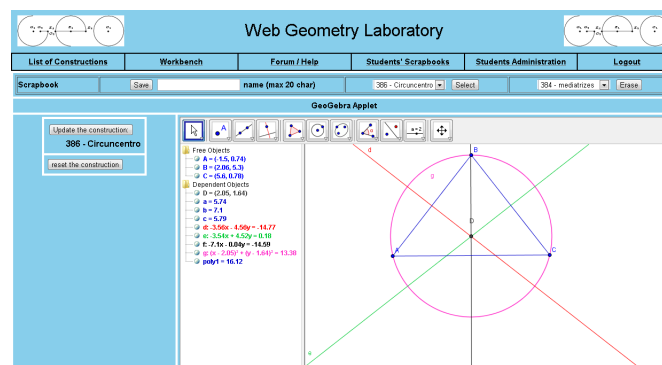 Web Geometry Laboratory
List of Constructions Workbench Forum / Help Students' Scrapbooks Students Administration Logout
Scrapbook Save name (max 20 char) 386 - Circuncentro Select 384 - mediatrizes Erase
GeoGebra Applet
Update the construction:
386 - Circuncentro
reset the construction
A
a=2
Free Objects
A = (-1.5, 0.74)
B = (2.06, 5.3)
C = (5.6, 0.78)
Dependent Objects
D = (2.05, 1.64)
a = 5.74
b = 7.1
c = 5.79
d: -3.56x - 4.56y = -14.77
e: -3.54x + 4.52y = 0.18
f: -7.1x - 0.04y = -14.59
g: (x - 2.05)² + (y - 1.64)² = 13.38
poly1 = 16.12
d
B
g
D
A
C
e